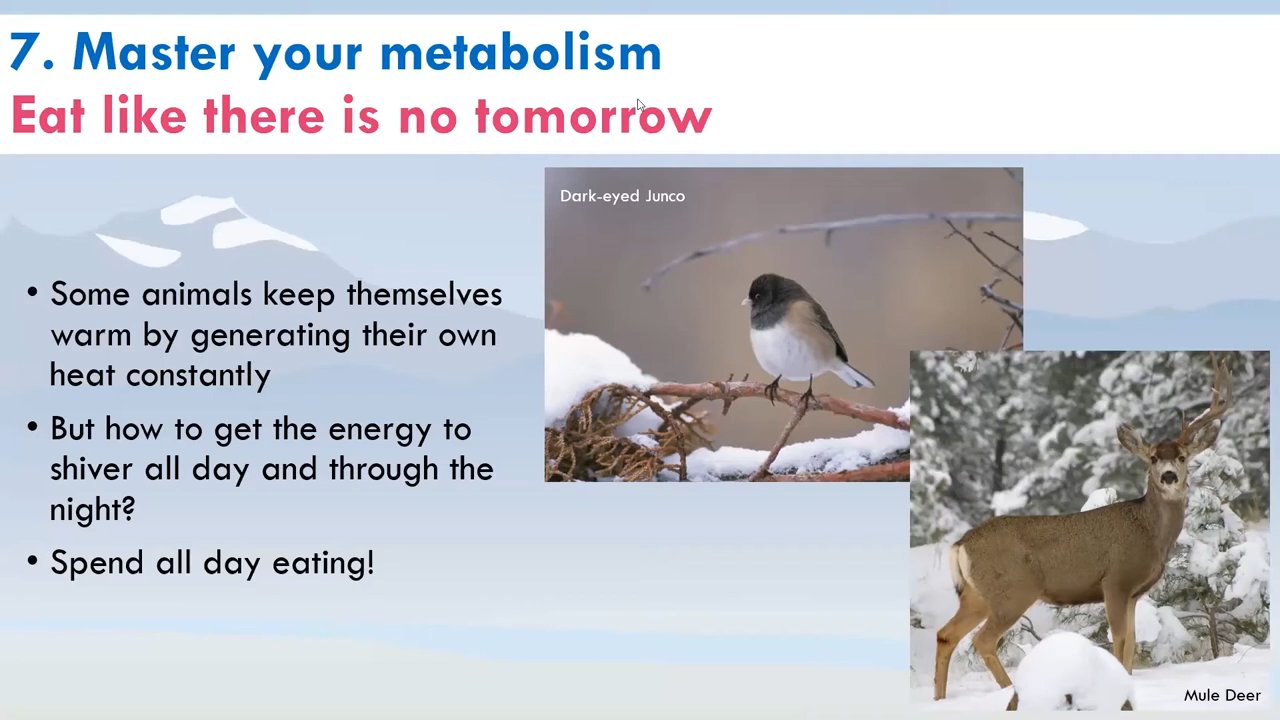 7. Master your metabolism
Eat like there is no tomorrow
Dark-eyed Junco
• Some animals keep themselves
warm by generating their own
heat constantly
• But how to get the energy to
shiver all day and through the
night?
• Spend all day eating!
Mule Deer